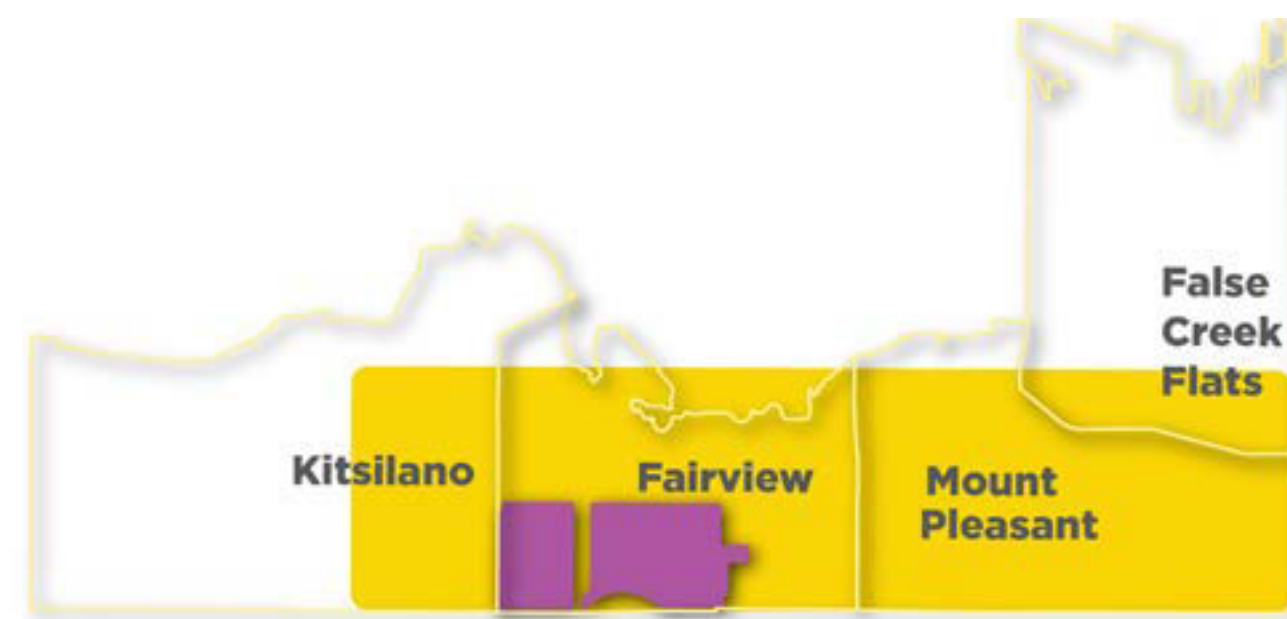 Kitsilano
Fairview
Mount
Pleasant
False
Creek
Flats